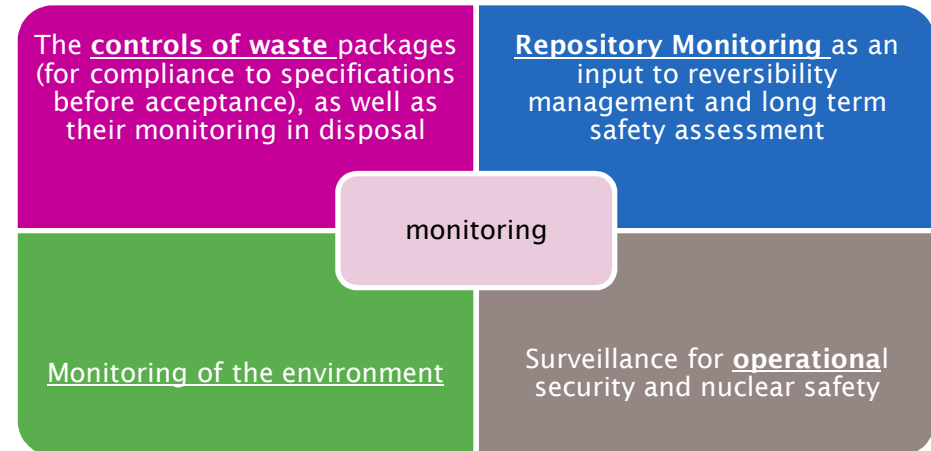 The controls of waste packages
(for compliance to specifications
before acceptance), as well as
their monitoring in disposal
Repository Monitoring as an
input to reversibility
management and long term
safety assessment
monitoring
Monitoring of the environment
Surveillance for operational
security and nuclear safety